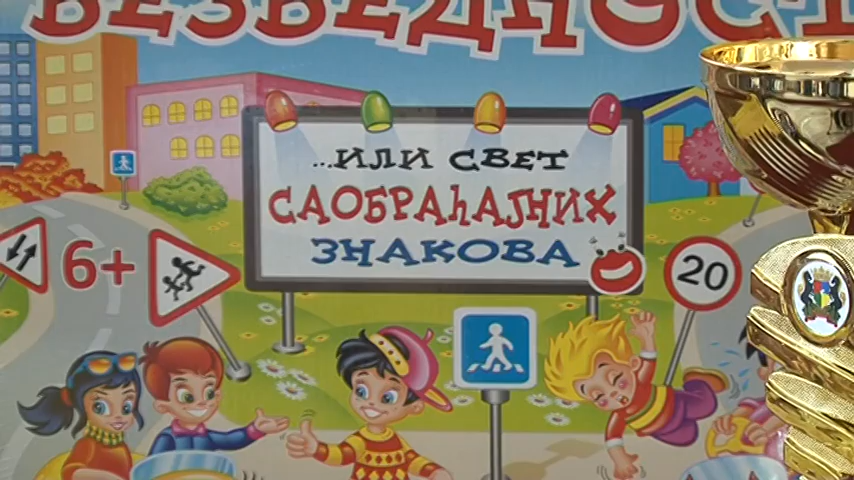 БЕЗБЕДНОСТ
...ИЛИ СВЕТ
САОБРАЋАЈНИХ
ЗНАКОВА
6+
20